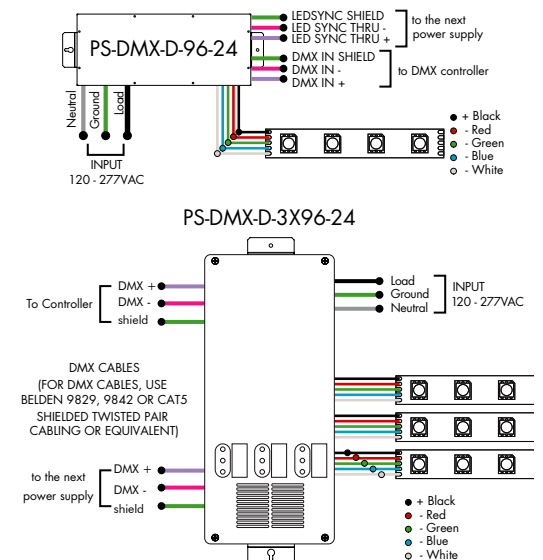 LEDSYNC SHIELD
LED SYNC THRU -
LED SYNC THRU +
to the next
power supply
PS-DMX-D-96-24
DMX IN SHIELD
DMX IN -
DMX IN +
to DMX controller
Neutral
Ground
Load
INPUT
120 - 277VAC
+ Black
- Red
- Green
- Blue
- White
PS-DMX-D-3X96-24
To Controller
DMX +
DMX -
shield
Load
Ground
Neutral
INPUT
120 - 277VAC
DMX CABLES
(FOR DMX CABLES, USE
BELDEN 9829, 9842 OR CAT5
SHIELDED TWISTED PAIR
CABLING OR EQUIVALENT)
to the next
power supply
DMX +
DMX -
shield
+ Black
- Red
- Green
- Blue
- White